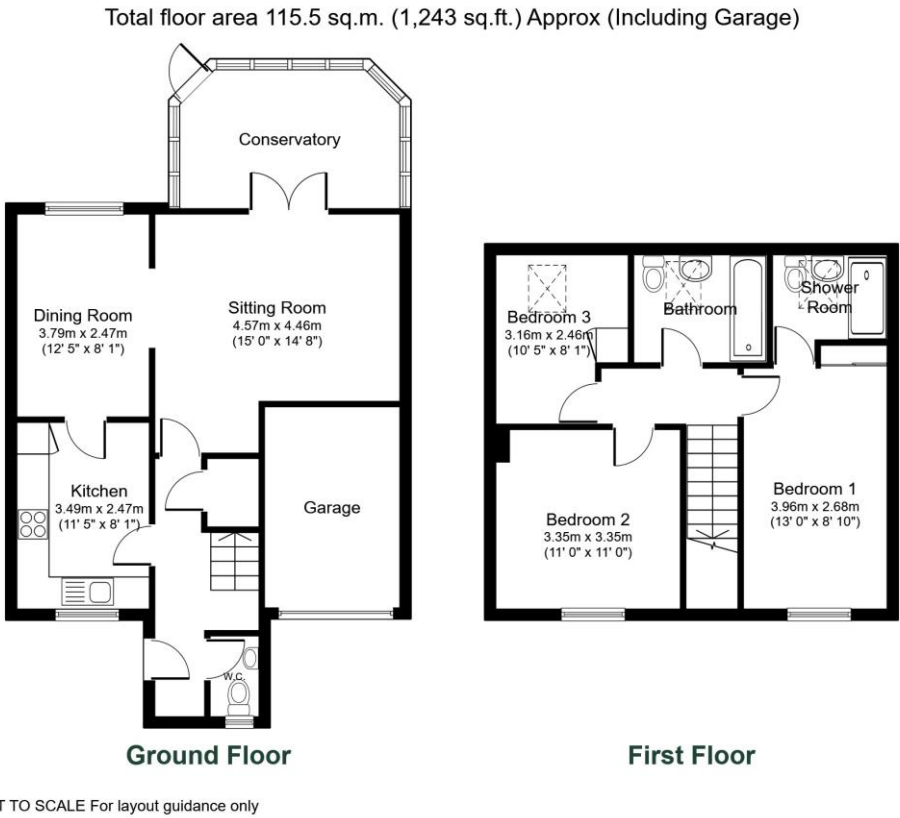 Total floor area 115.5 sq.m. (1,243 sq.ft.) Approx (Including Garage)
Conservatory
Dining Room
3.79m x 2.47m
(12' 5" x 8' 1")
Sitting Room
4.57m x 4.46m
(15' 0" x 14' 8")
Kitchen
3.49m x 2.47m
(11' 5" x 8' 1")
Garage
W.C.
Ground Floor
Bedroom 3
3.16m x 2.46m
(10' 5" x 8' 1")
Bathroom
Shower
Room
Bedroom 2
3.35m x 3.35m
(11' 0" x 11' 0")
Bedroom 1
3.96m x 2.68m
(13' 0" x 8' 10")
First Floor
T TO SCALE For layout guidance only